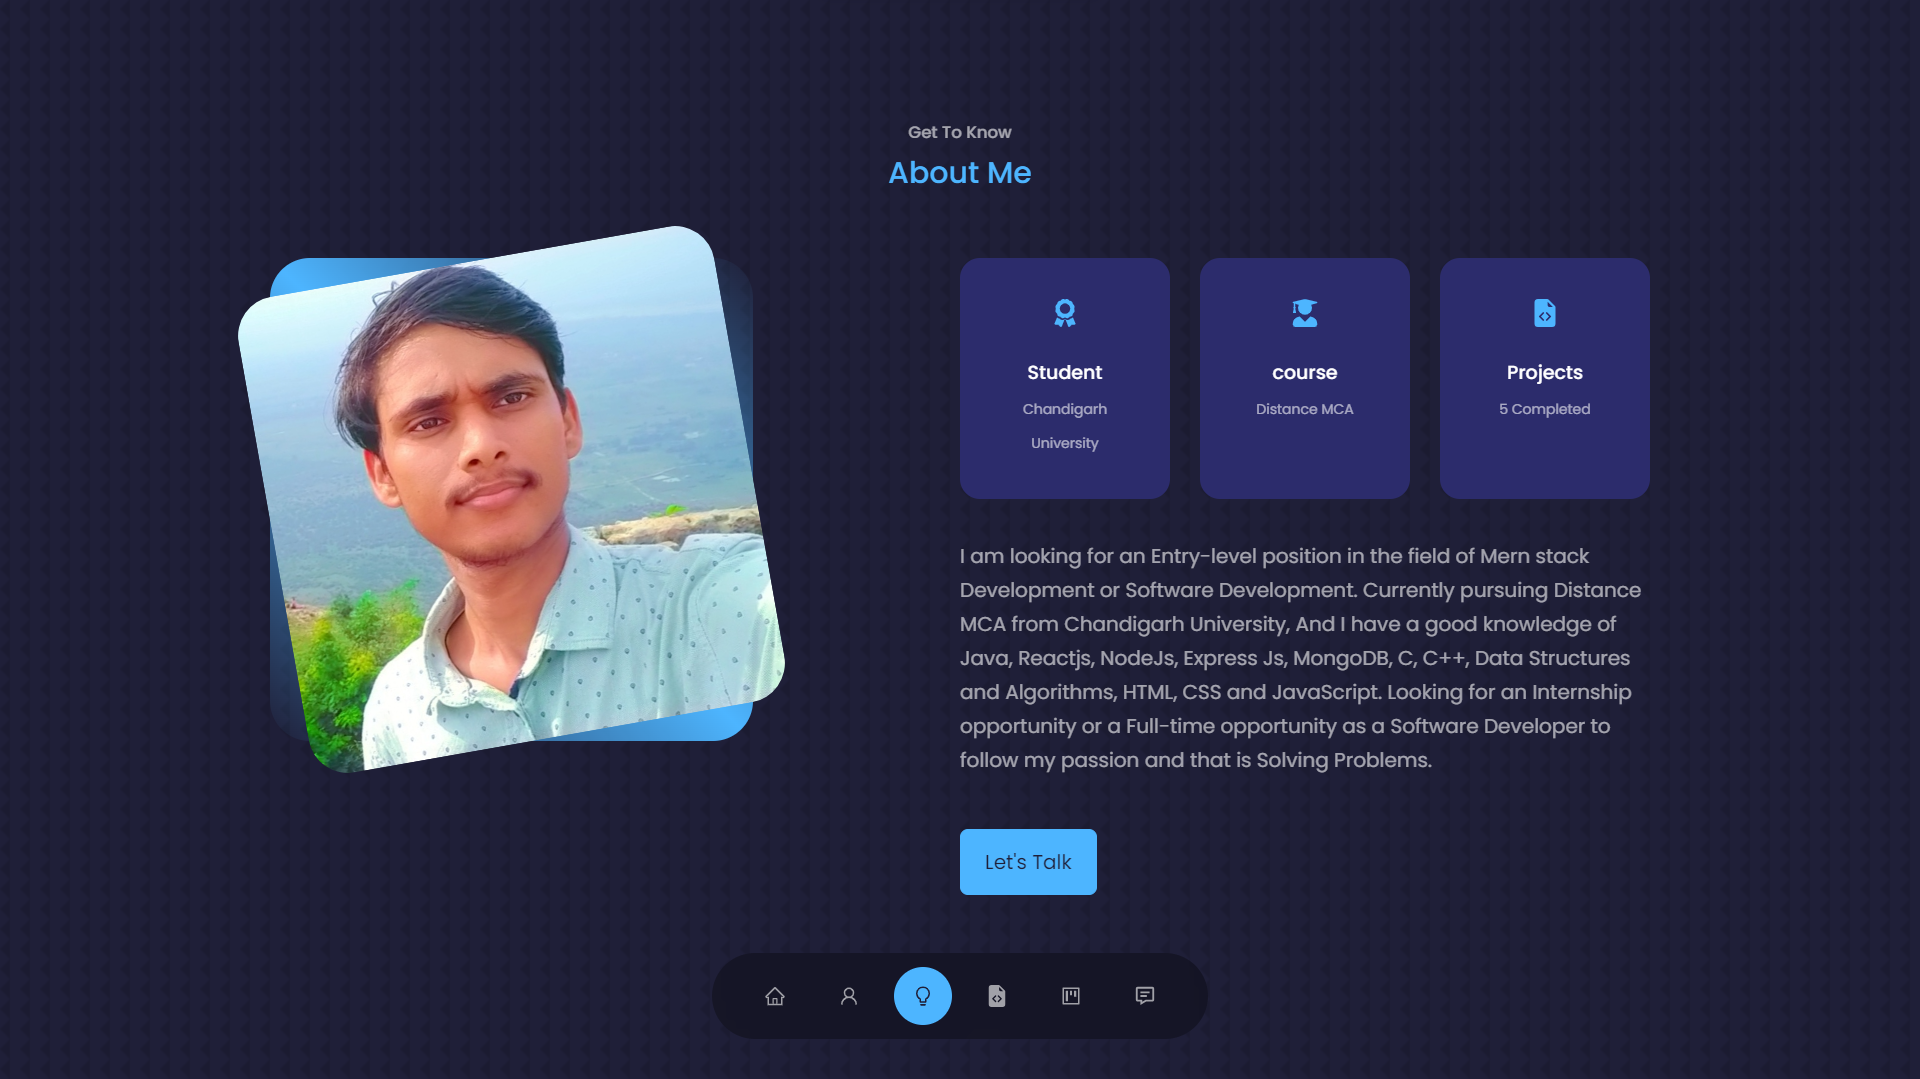 Get To Know
About Me
Student
Chandigarh
University
course
Distance MCA
Projects
5 Completed
I am looking for an Entry-level position in the field of Mern stack
Development or Software Development. Currently pursuing Distance
MCA from Chandigarh University, And I have a good knowledge of
Java, Reactjs, NodeJs, Express Js, MongoDB, C, C++, Data Structures
and Algorithms, HTML, CSS and JavaScript. Looking for an Internship
opportunity or a Full-time opportunity as a Software Developer to
follow my passion and that is Solving Problems.
Let's Talk